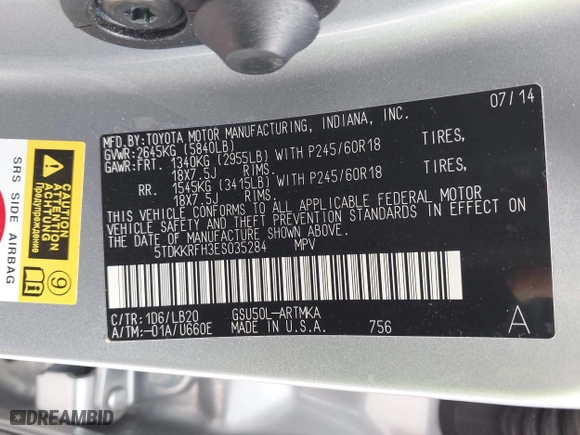 MFD.BY:TOYOTA MOTOR MANUFACTURING, INDIANA, INC. 07/14
GVWR:2645KG (5840LB)
GAWR:FRT. 1340KG (2955LB) WITH P245/60R18 TIRES,
18X7.5J RIMS.
RR. 1545KG (3415LB) WITH P245/60R18 TIRES,
18X7.5J RIMS.
THIS VEHICLE CONFORMS TO ALL APPLICABLE FEDERAL MOTOR
VEHICLE SAFETY AND THEFT PREVENTION STANDARDS IN EFFECT ON
THE DATE OF MANUFACTURE SHOWN ABOVE.
5TDKKRFH3ES035284 MPV
C/TR:1D6/LB20 GSU50L-ARTMKA
A/TM:-01A/U660E MADE IN U.S.A. 756 A
CAUTION
ATTENTION
Предупреждение
9
SRS SIDE AIRBAG
DREAMBID